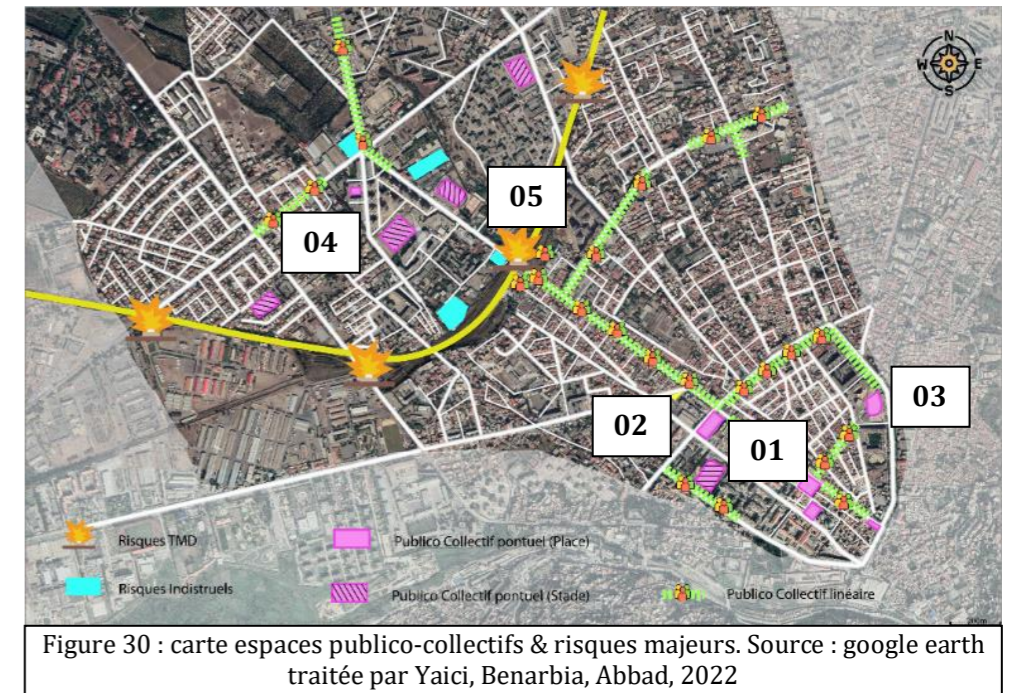 N
W E
S
05
04
03
02
01
Risques TMD
Publico Collectif pontuel (Place)
Risques Indistruels
Publico Collectif pontuel (Stade)
Publico Collectif linéaire
Figure 30 : carte espaces publico-collectifs & risques majeurs. Source : google earth
traitée par Yaici, Benarbia, Abbad, 2022